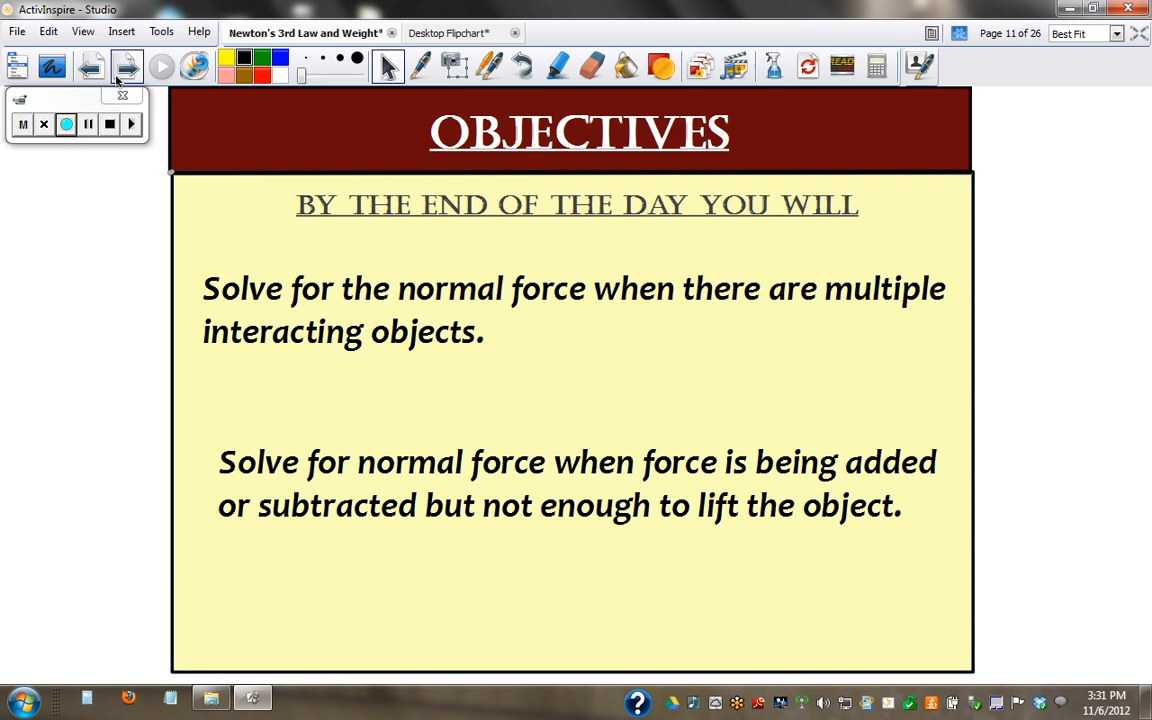 ActivInspire - Studio
File Edit View Insert Tools Help Newton's 3rd Law and Weight* Desktop Flipchart* Page 11 of 26 Best Fit
M
OBJECTIVES
BY THE END OF THE DAY YOU WILL
Solve for the normal force when there are multiple
interacting objects.
Solve for normal force when force is being added
or subtracted but not enough to lift the object.
3:31 PM
11/6/2012